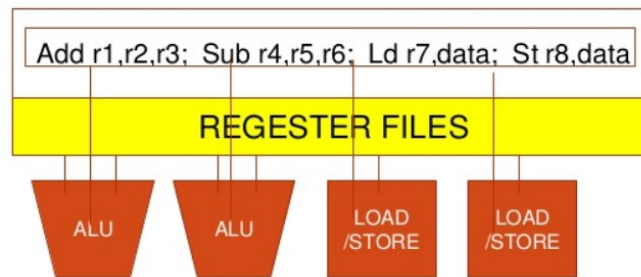 Add r1,r2,r3; Sub r4,r5,r6; Ld r7,data; St r8,data
REGESTER FILES
ALU
ALU
LOAD
/STORE
LOAD
/STORE